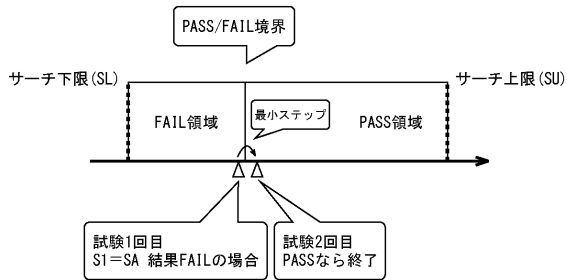 PASS/FAIL境界
サーチ下限(SL)
サーチ上限(SU)
最小ステップ
FAIL領域
PASS領域
試験1回目
S1=SA 結果FAILの場合
試験2回目
PASSなら終了